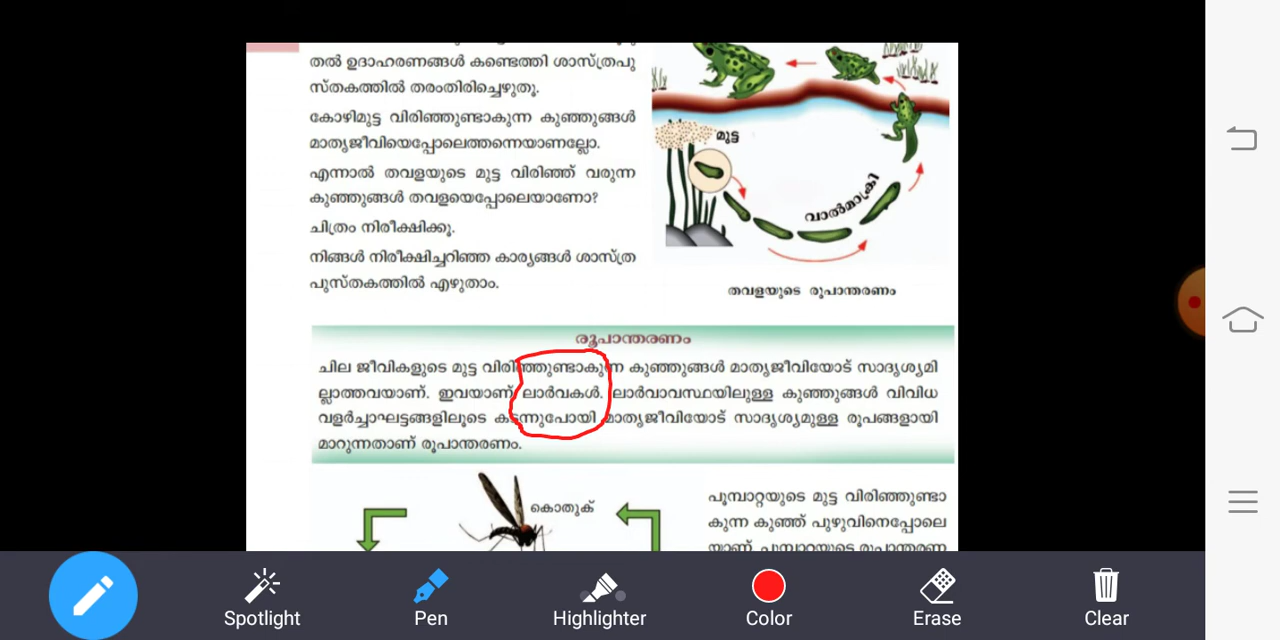 തൽ ഉദാഹരണങ്ങൾ കണ്ടെത്തി ശാസ്ത്രപു
സ്തകത്തിൽ തരംതിരിച്ചെഴുതൂ.
കോഴിമുട്ട വിരിഞ്ഞുണ്ടാകുന്ന കുഞ്ഞുങ്ങൾ
മാതൃജീവിയെപ്പോലെത്തന്നെയാണല്ലോ.
എന്നാൽ തവളയുടെ മുട്ട വിരിഞ്ഞ് വരുന്ന
കുഞ്ഞുങ്ങൾ തവളയെപ്പോലെയാണോ?
ചിത്രം നിരീക്ഷിക്കൂ.
നിങ്ങൾ നിരീക്ഷിച്ചറിഞ്ഞ കാര്യങ്ങൾ ശാസ്ത്ര
പുസ്തകത്തിൽ എഴുതാം.
മുട്ട
വാൽമാക്രി
തവളയുടെ രൂപാന്തരണം
രൂപാന്തരണം
ചില ജീവികളുടെ മുട്ട വിരിഞ്ഞുണ്ടാകുന്ന കുഞ്ഞുങ്ങൾ മാതൃജീവിയോട് സാദൃശ്യമി
ല്ലാത്തവയാണ്. ഇവയാണ് ലാർവകൾ. ലാർവാവസ്ഥയിലുള്ള കുഞ്ഞുങ്ങൾ വിവിധ
വളർച്ചാഘട്ടങ്ങളിലൂടെ കടന്നുപോയി മാതൃജീവിയോട് സാദൃശ്യമുള്ള രൂപങ്ങളായി
മാറുന്നതാണ് രൂപാന്തരണം.
കൊതുക്
പൂമ്പാറ്റയുടെ മുട്ട വിരിഞ്ഞുണ്ടാ
കുന്ന കുഞ്ഞ് പുഴുവിനെപ്പോലെ
യാണ് പൂമ്പാറ്റയുടെ രൂപാന്തരണ
Spotlight
Pen
Highlighter
Color
Erase
Clear